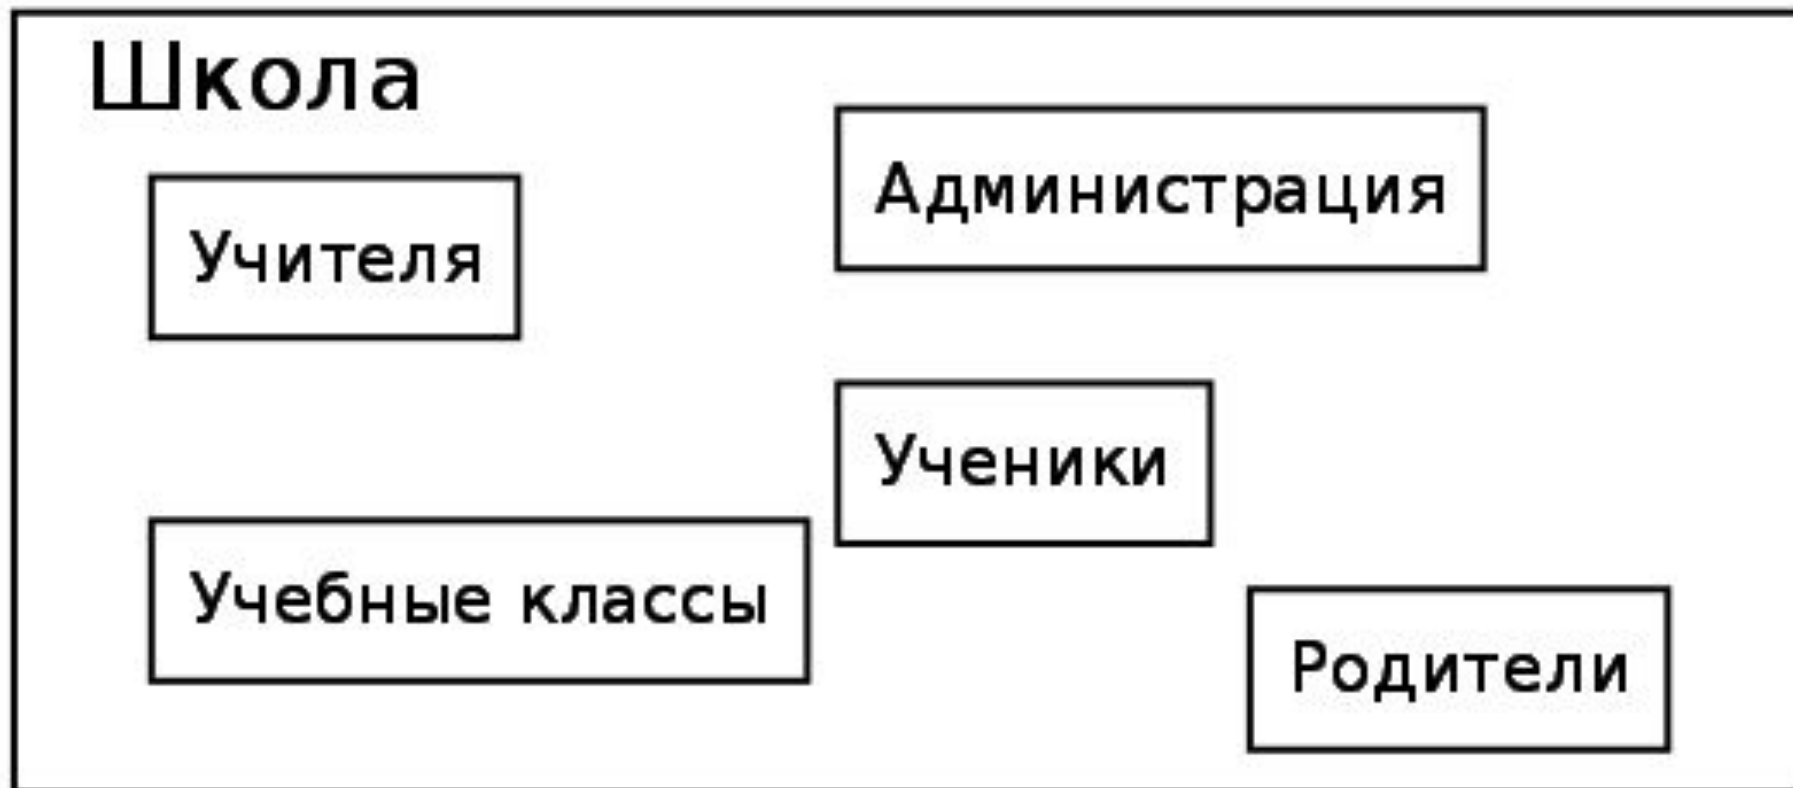 Школа
Администрация
Учителя
Ученики
Учебные классы
Родители